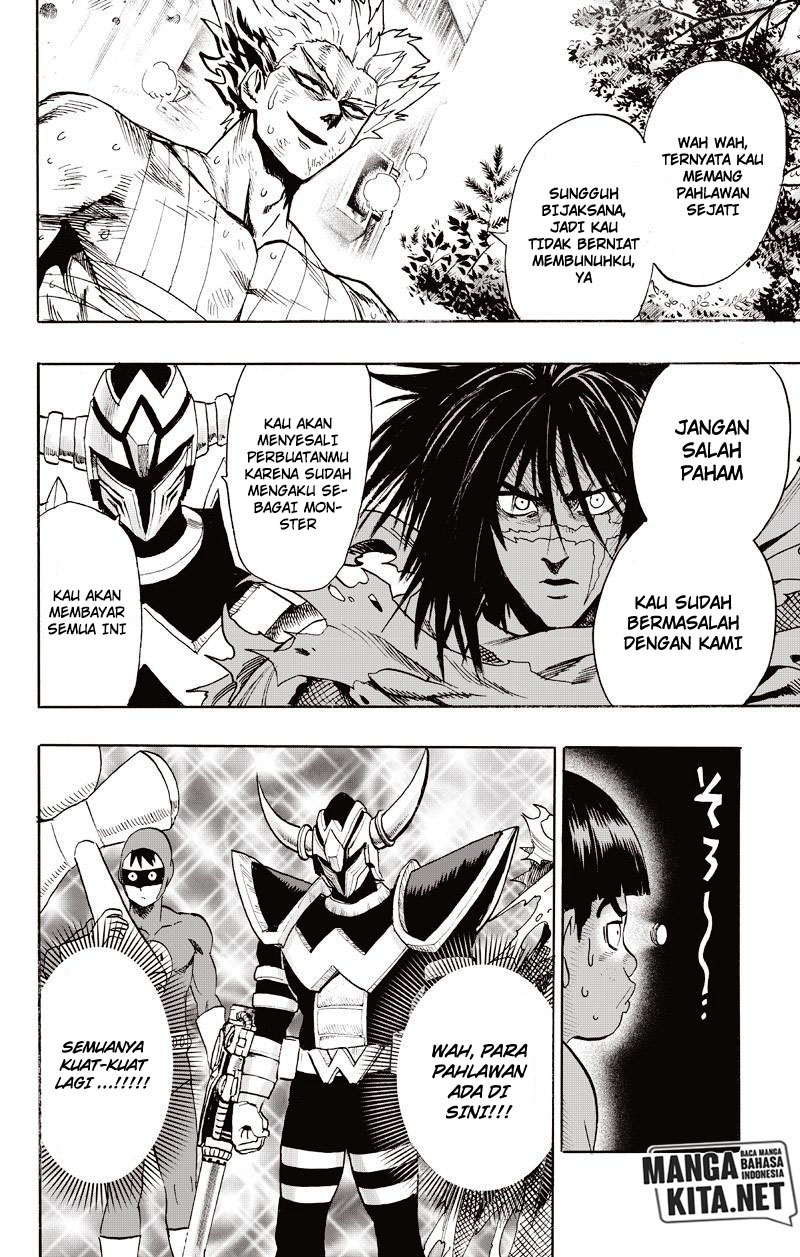 WAH WAH,
TERNYATA KAU
MEMANG
PAHLAWAN
SEJATI
SUNGGUH
BIJAKSANA,
JADI KAU
TIDAK BERNIAT
MEMBUNUHKU,
YA
JANGAN
SALAH
PAHAM
KAU SUDAH
BERMASALAH
DENGAN KAMI
KAU AKAN
MENYESALI
PERBUATANMU
KARENA SUDAH
MENGAKU SE-
BAGAI MON-
STER
KAU AKAN
MEMBAYAR
SEMUA INI
そろ〜〜!!
WAH, PARA
PAHLAWAN
ADA DI
SINI!!!
SEMUANYA
KUAT-KUAT
LAGI ...!!!!!
MANGA
BACA MANGA
BAHASA
INDONESIA
KITA.NET